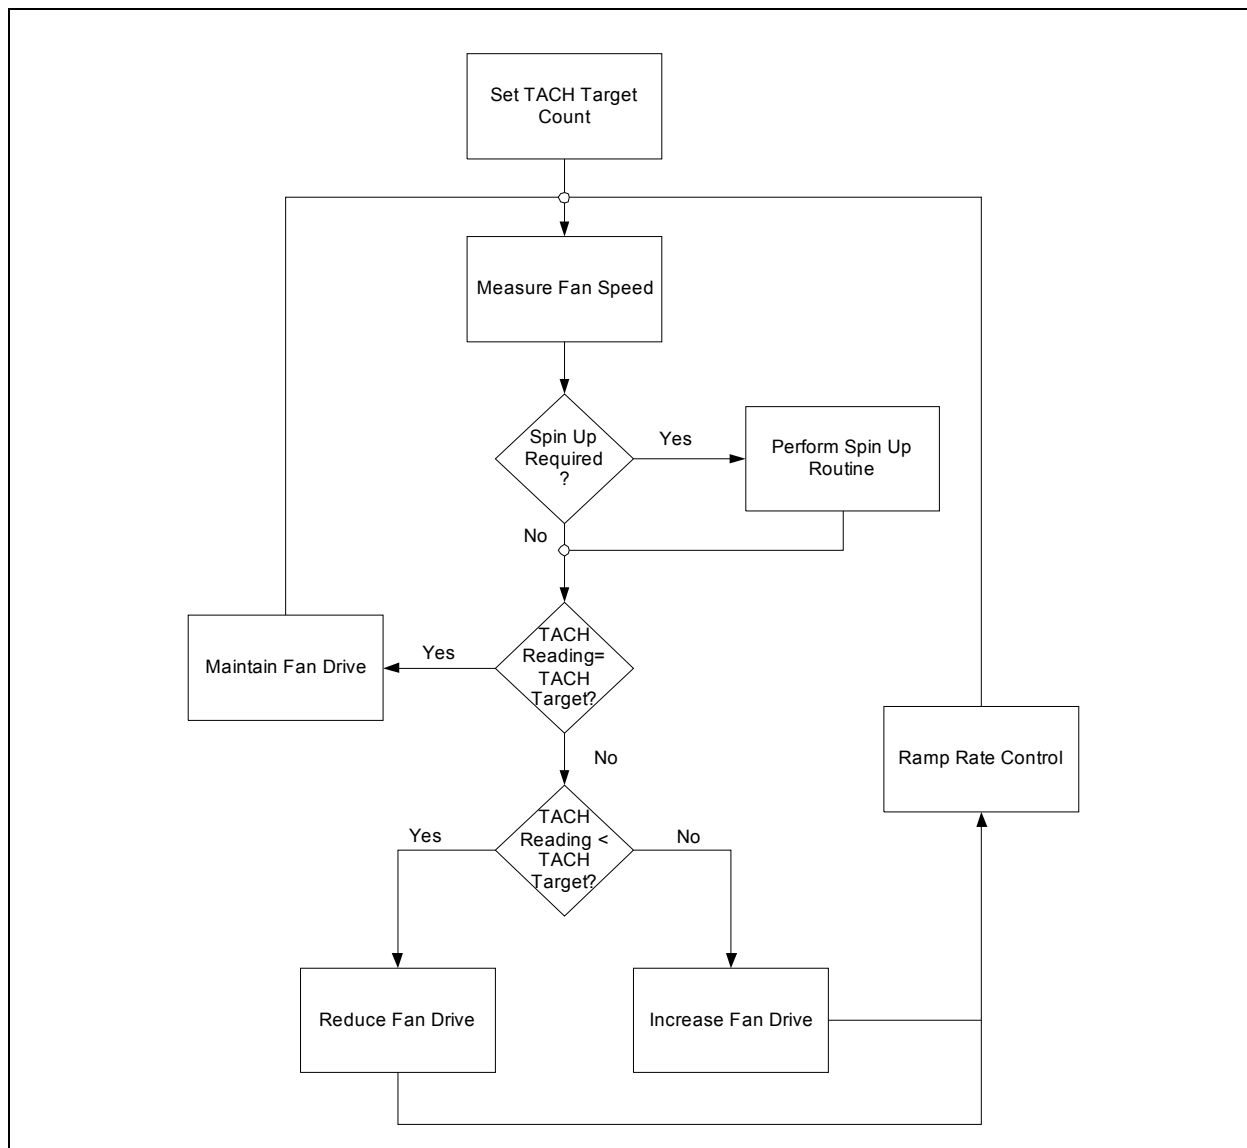 Set TACH Target
Count
Measure Fan Speed
Spin Up
Required
?
Yes
Perform Spin Up
Routine
No
TACH
Reading=
TACH
Target?
Yes
Maintain Fan Drive
No
Ramp Rate Control
TACH
Reading <
TACH
Target?
Yes
No
Reduce Fan Drive
Increase Fan Drive